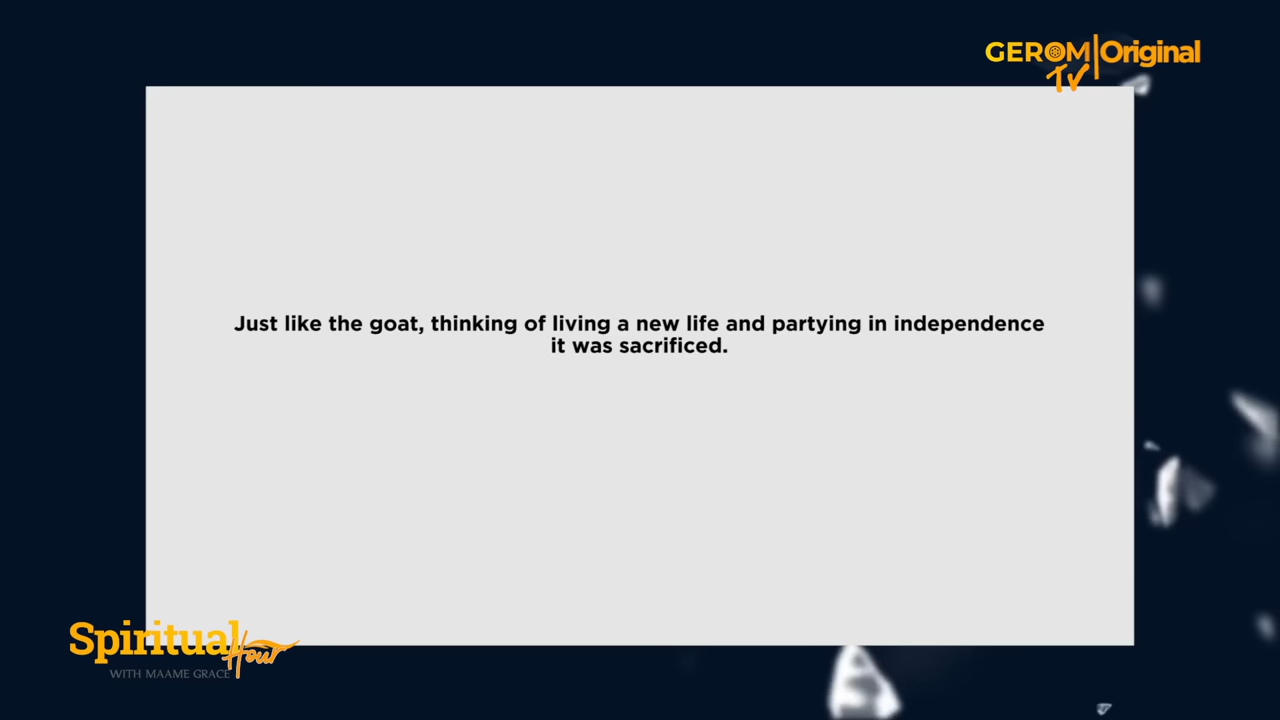 GEROM TV | Original
Just like the goat, thinking of living a new life and partying in independence
it was sacrificed.
Spiritual Hour
WITH MAAME GRACE